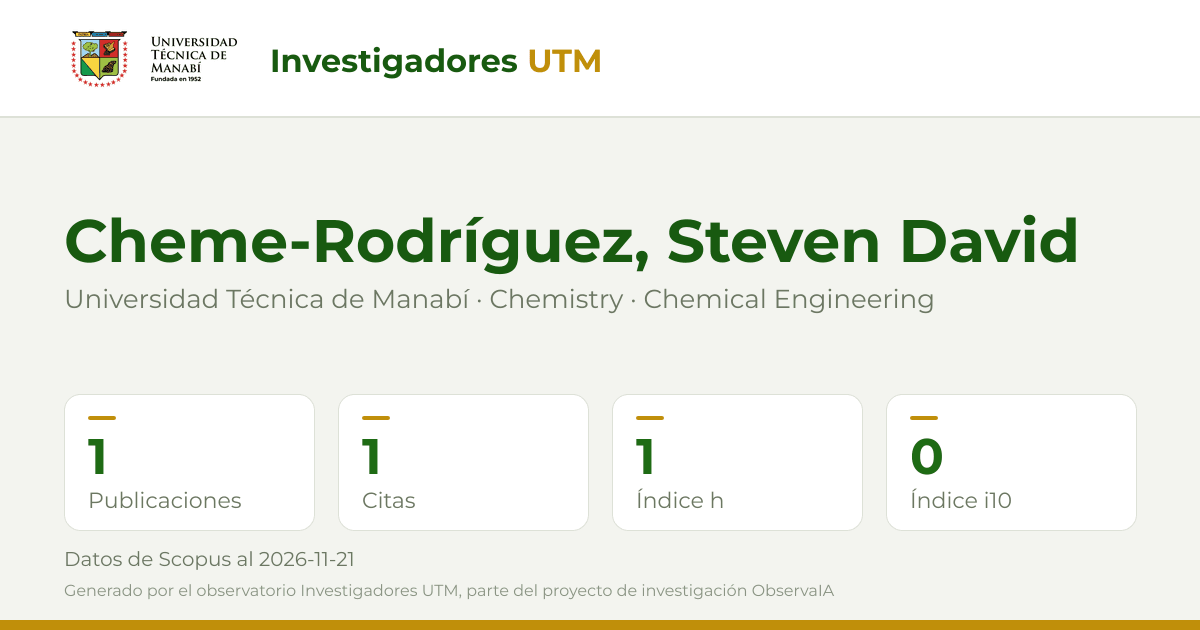 UNIVERSIDAD
TÉCNICA DE
MANABÍ
Fundada en 1952
Investigadores UTM
Cheme-Rodríguez, Steven David
Universidad Técnica de Manabí · Chemistry · Chemical Engineering
1
Publicaciones
1
Citas
1
Índice h
0
Índice i10
Datos de Scopus al 2026-11-21
Generado por el observatorio Investigadores UTM, parte del proyecto de investigación ObservaIA